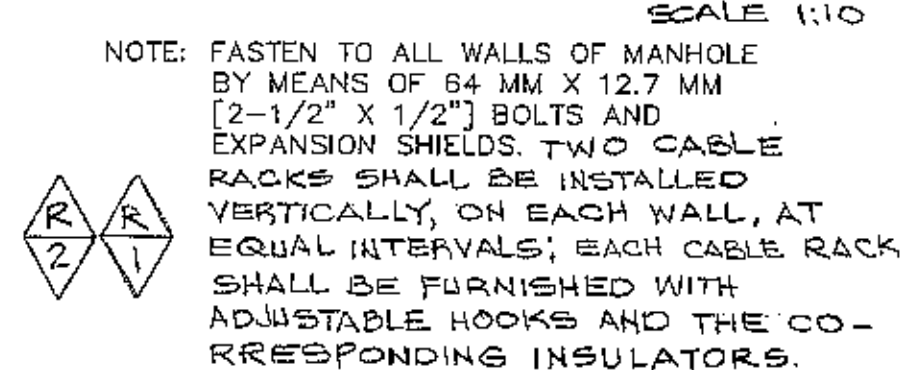 SCALE 1:10
NOTE: FASTEN TO ALL WALLS OF MANHOLE
BY MEANS OF 64 MM X 12.7 MM
[2-1/2" X 1/2"] BOLTS AND
EXPANSION SHIELDS. TWO CABLE
RACKS SHALL BE INSTALLED
VERTICALLY, ON EACH WALL, AT
EQUAL INTERVALS; EACH CABLE RACK
SHALL BE FURNISHED WITH
ADJUSTABLE HOOKS AND THE CO-
RRESPONDING INSULATORS.
R R
2 1